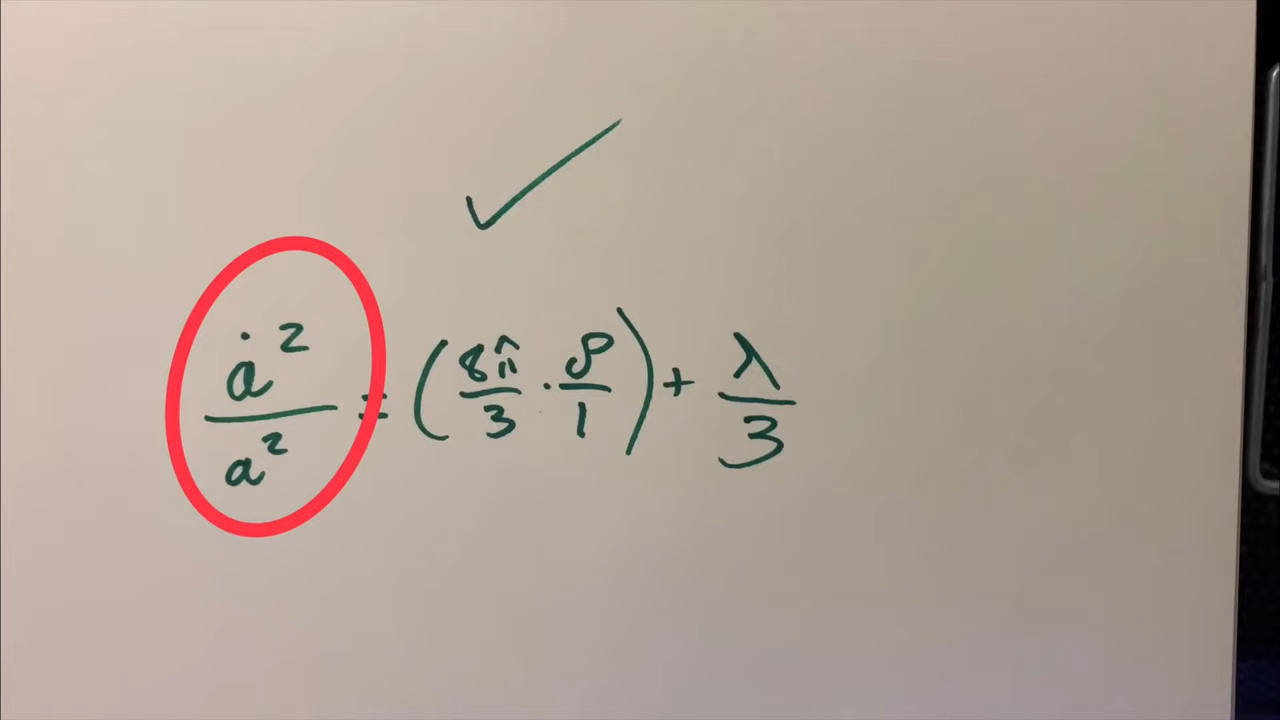 ȧ²/a² = (8π/3 · ρ/1) + λ/3